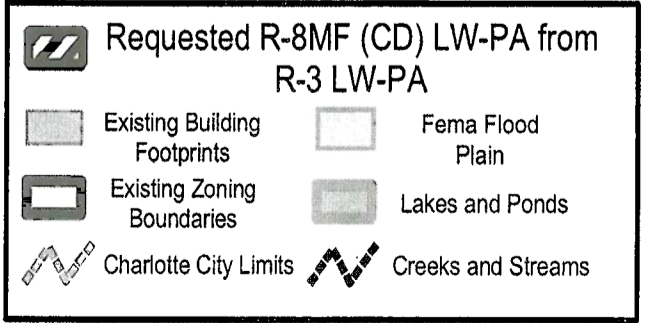 Requested R-8MF (CD) LW-PA from
R-3 LW-PA
Existing Building
Footprints
Fema Flood
Plain
Existing Zoning
Boundaries
Lakes and Ponds
Charlotte City Limits
Creeks and Streams